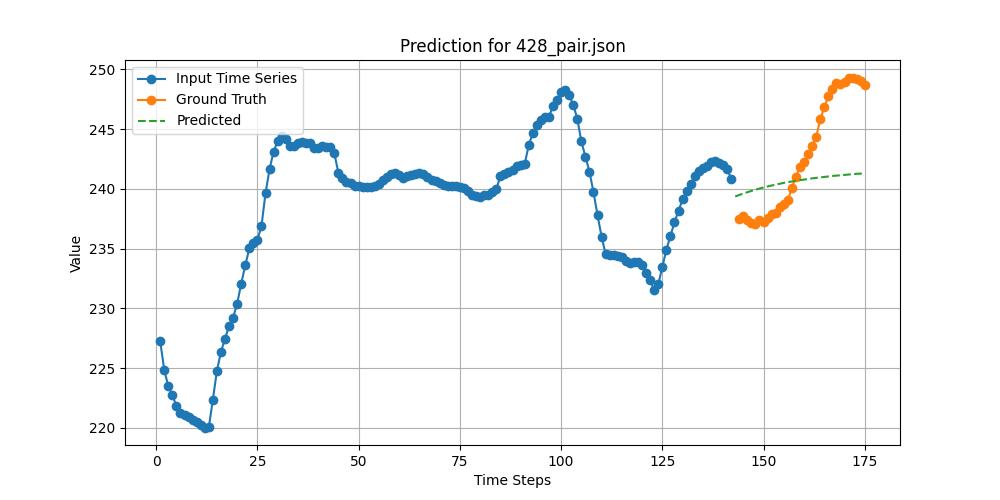 Prediction for 428_pair.json
Input Time Series
Ground Truth
Predicted
250
245
240
235
230
225
220
Value
0 25 50 75 100 125 150 175
Time Steps